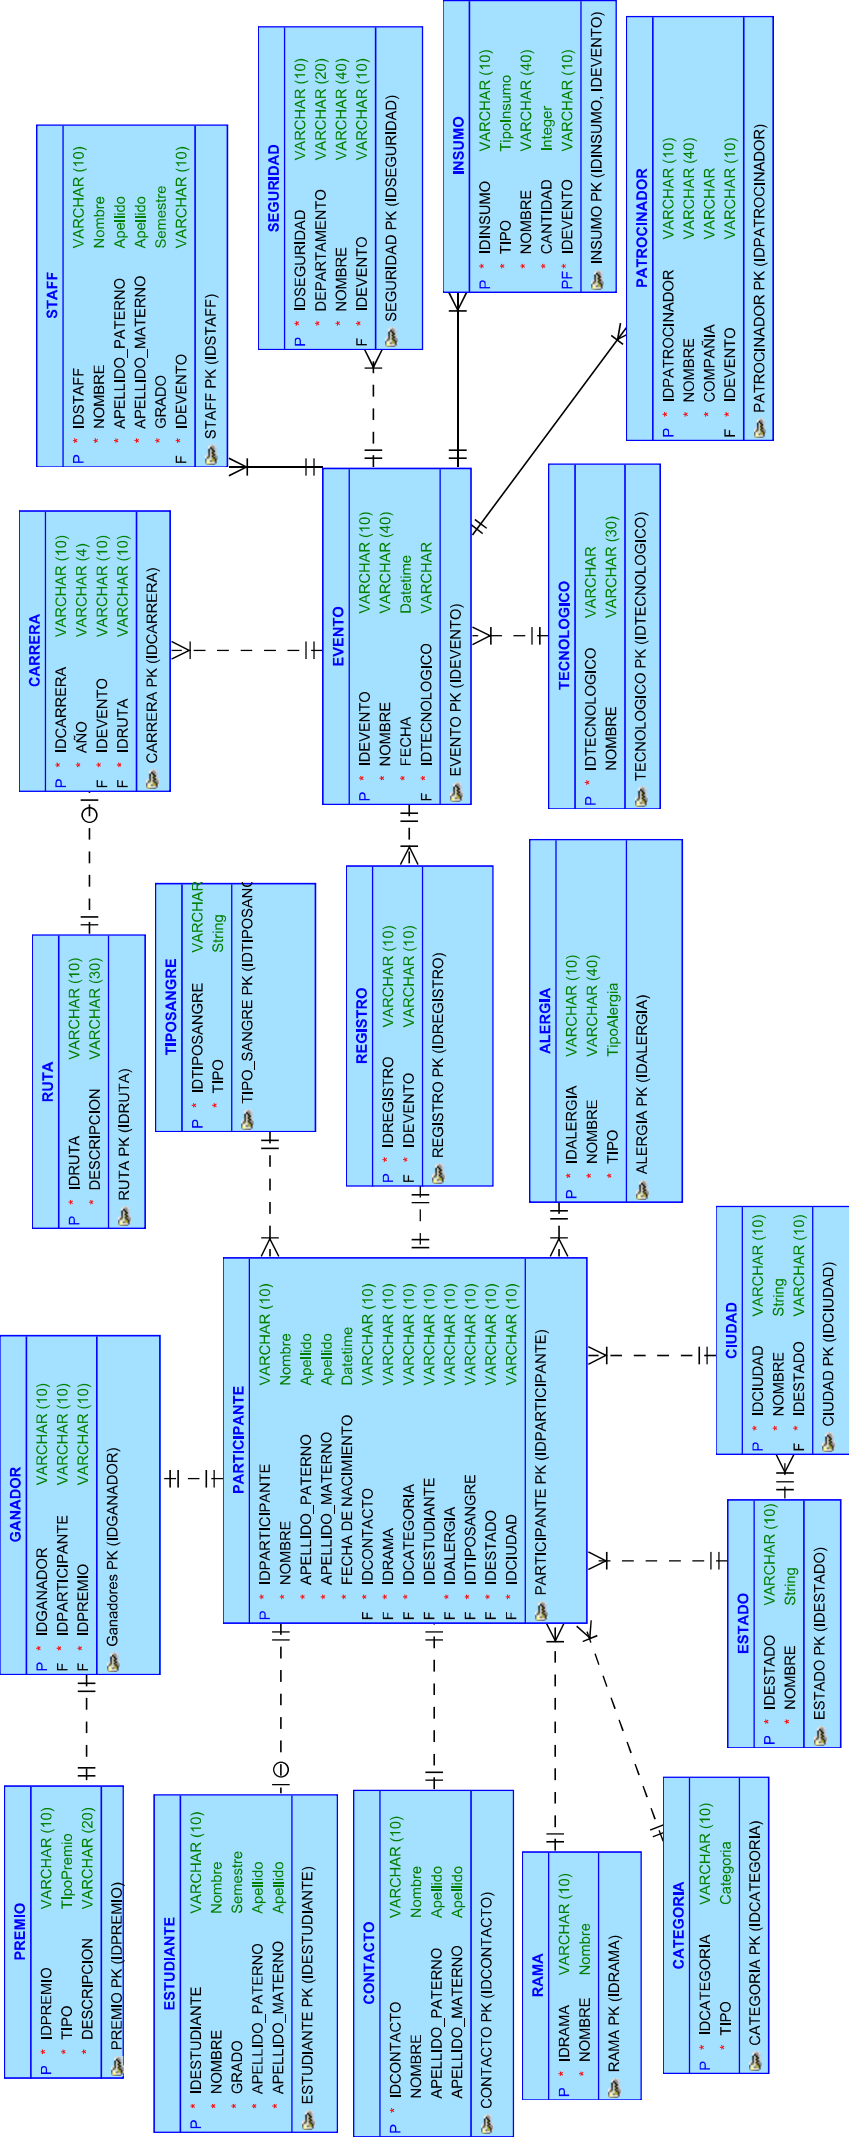 PREMIO
P * IDPREMIO VARCHAR (10)
* TIPO TIpoPremio
* DESCRIPCION VARCHAR (20)
PREMIO PK (IDPREMIO)
GANADOR
P * IDGANADOR VARCHAR (10)
F * IDPARTICIPANTE VARCHAR (10)
F * IDPREMIO VARCHAR (10)
Ganadores PK (IDGANADOR)
RUTA
P * IDRUTA VARCHAR (10)
* DESCRIPCION VARCHAR (30)
RUTA PK (IDRUTA)
CARRERA
P * IDCARRERA VARCHAR (10)
* AÑO VARCHAR (4)
F * IDEVENTO VARCHAR (10)
F * IDRUTA VARCHAR (10)
CARRERA PK (IDCARRERA)
STAFF
P * IDSTAFF VARCHAR (10)
* NOMBRE Nombre
* APELLIDO_PATERNO Apellido
* APELLIDO_MATERNO Apellido
* GRADO Semestre
F * IDEVENTO VARCHAR (10)
STAFF PK (IDSTAFF)
ESTUDIANTE
P * IDESTUDIANTE VARCHAR (10)
* NOMBRE Nombre
* GRADO Semestre
* APELLIDO_PATERNO Apellido
* APELLIDO_MATERNO Apellido
ESTUDIANTE PK (IDESTUDIANTE)
TIPOSANGRE
P * IDTIPOSANGRE VARCHAR
* TIPO String
TIPO_SANGRE PK (IDTIPOSANG
PARTICIPANTE
P * IDPARTICIPANTE VARCHAR (10)
* NOMBRE Nombre
* APELLIDO_PATERNO Apellido
* APELLIDO_MATERNO Apellido
* FECHA DE NACIMIENTO Datetime
F * IDCONTACTO VARCHAR (10)
F * IDRAMA VARCHAR (10)
F * IDCATEGORIA VARCHAR (10)
F * IDESTUDIANTE VARCHAR (10)
F * IDALERGIA VARCHAR (10)
F * IDTIPOSANGRE VARCHAR (10)
F * IDESTADO VARCHAR (10)
F * IDCIUDAD VARCHAR (10)
PARTICIPANTE PK (IDPARTICIPANTE)
SEGURIDAD
P * IDSEGURIDAD VARCHAR (10)
* DEPARTAMENTO VARCHAR (20)
* NOMBRE VARCHAR (40)
F * IDEVENTO VARCHAR (10)
SEGURIDAD PK (IDSEGURIDAD)
EVENTO
P * IDEVENTO VARCHAR (10)
* NOMBRE VARCHAR (40)
* FECHA Datetime
F * IDTECNOLOGICO VARCHAR
EVENTO PK (IDEVENTO)
REGISTRO
P * IDREGISTRO VARCHAR (10)
F * IDEVENTO VARCHAR (10)
REGISTRO PK (IDREGISTRO)
CONTACTO
P * IDCONTACTO VARCHAR (10)
NOMBRE Nombre
APELLIDO_PATERNO Apellido
APELLIDO_MATERNO Apellido
CONTACTO PK (IDCONTACTO)
INSUMO
P * IDINSUMO VARCHAR (10)
* TIPO TipoInsumo
* NOMBRE VARCHAR (40)
* CANTIDAD Integer
PF* IDEVENTO VARCHAR (10)
INSUMO PK (IDINSUMO, IDEVENTO)
RAMA
P * IDRAMA VARCHAR (10)
* NOMBRE Nombre
RAMA PK (IDRAMA)
ALERGIA
P * IDALERGIA VARCHAR (10)
* NOMBRE VARCHAR (40)
* TIPO TipoAlergia
ALERGIA PK (IDALERGIA)
TECNOLOGICO
P * IDTECNOLOGICO VARCHAR
NOMBRE VARCHAR (30)
TECNOLOGICO PK (IDTECNOLOGICO)
PATROCINADOR
P * IDPATROCINADOR VARCHAR (10)
* NOMBRE VARCHAR (40)
* COMPAÑIA VARCHAR
F * IDEVENTO VARCHAR (10)
PATROCINADOR PK (IDPATROCINADOR)
CATEGORIA
P * IDCATEGORIA VARCHAR (10)
* TIPO Categoria
CATEGORIA PK (IDCATEGORIA)
ESTADO
P * IDESTADO VARCHAR (10)
* NOMBRE String
ESTADO PK (IDESTADO)
CIUDAD
P * IDCIUDAD VARCHAR (10)
* NOMBRE String
F * IDESTADO VARCHAR (10)
CIUDAD PK (IDCIUDAD)